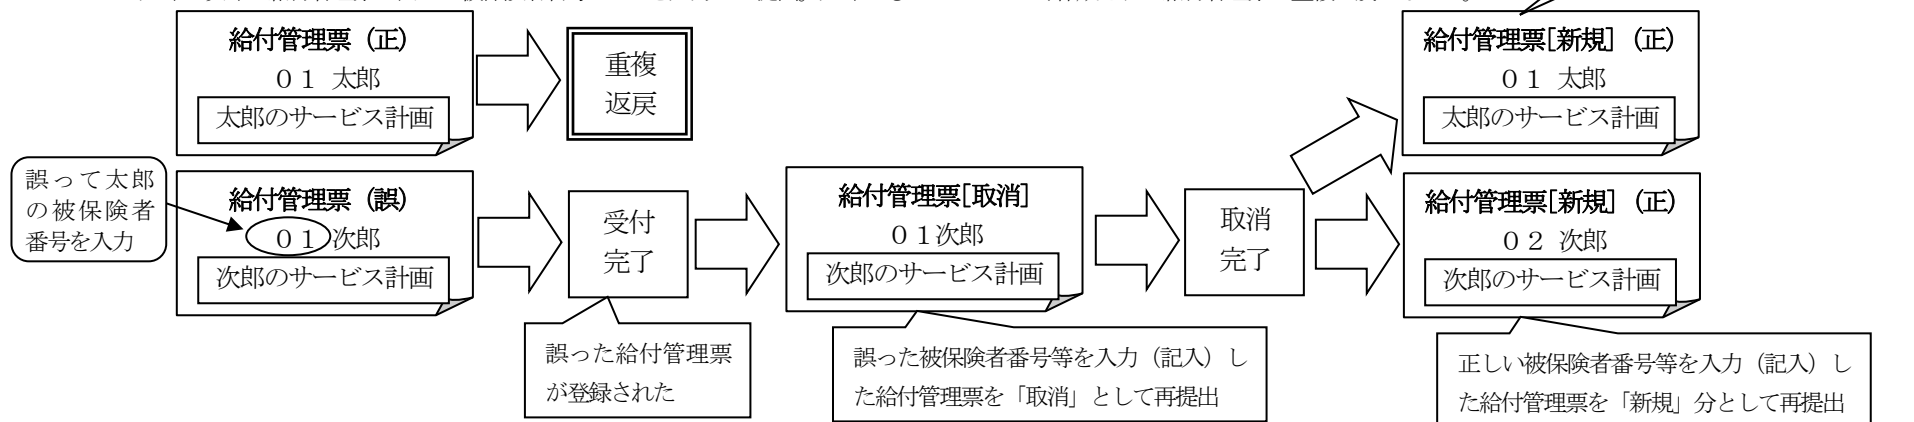 給付管理票（正）
０１ 太郎
太郎のサービス計画
重複
返戻
給付管理票[新規]（正）
０１ 太郎
太郎のサービス計画
誤って太郎
の被保険者
番号を入力
給付管理票（誤）
０１次郎
次郎のサービス計画
受付
完了
給付管理票[取消]
０１次郎
次郎のサービス計画
取消
完了
給付管理票[新規]（正）
０２ 次郎
次郎のサービス計画
誤った給付管理票
が登録された
誤った被保険者番号等を入力（記入）し
た給付管理票を「取消」として再提出
正しい被保険者番号等を入力（記入）し
た給付管理票を「新規」分として再提出